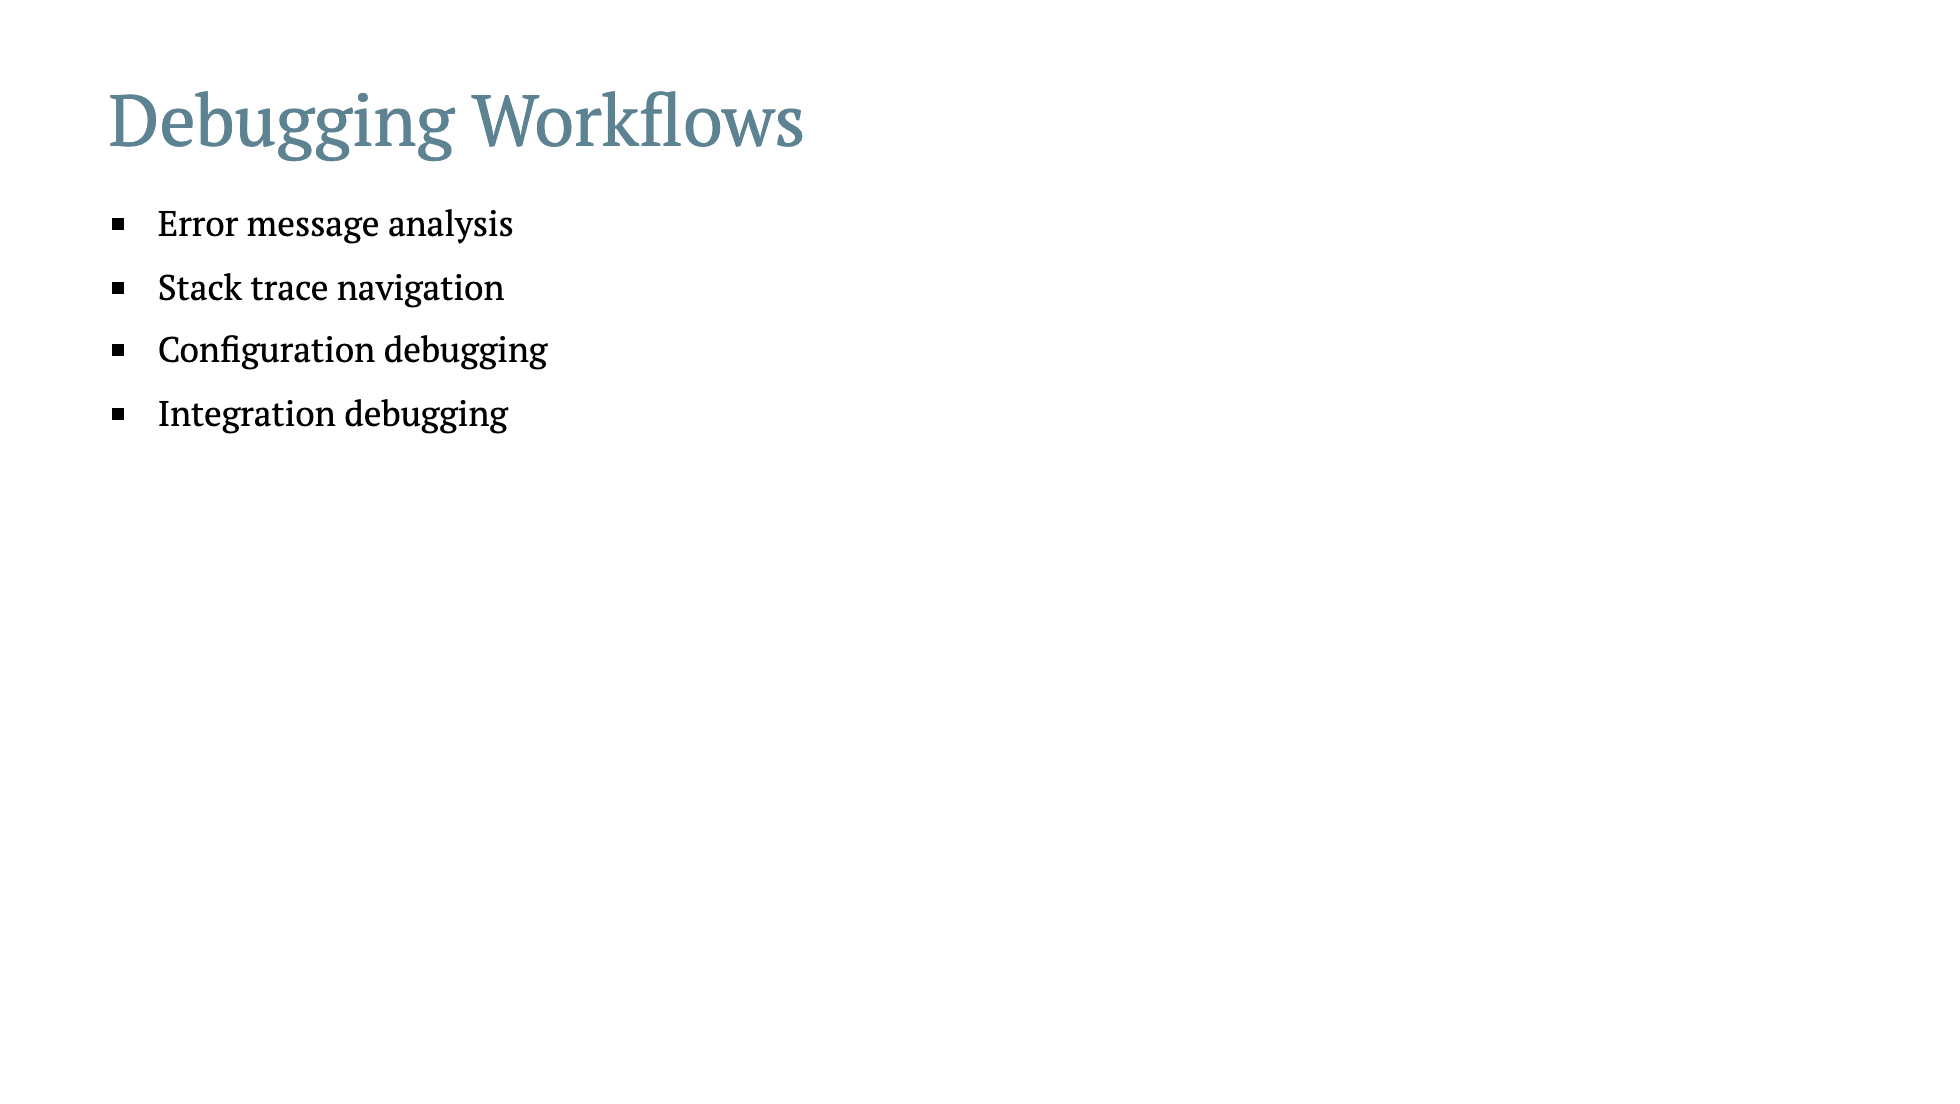 Debugging Workflows
▪ Error message analysis
▪ Stack trace navigation
▪ Configuration debugging
▪ Integration debugging